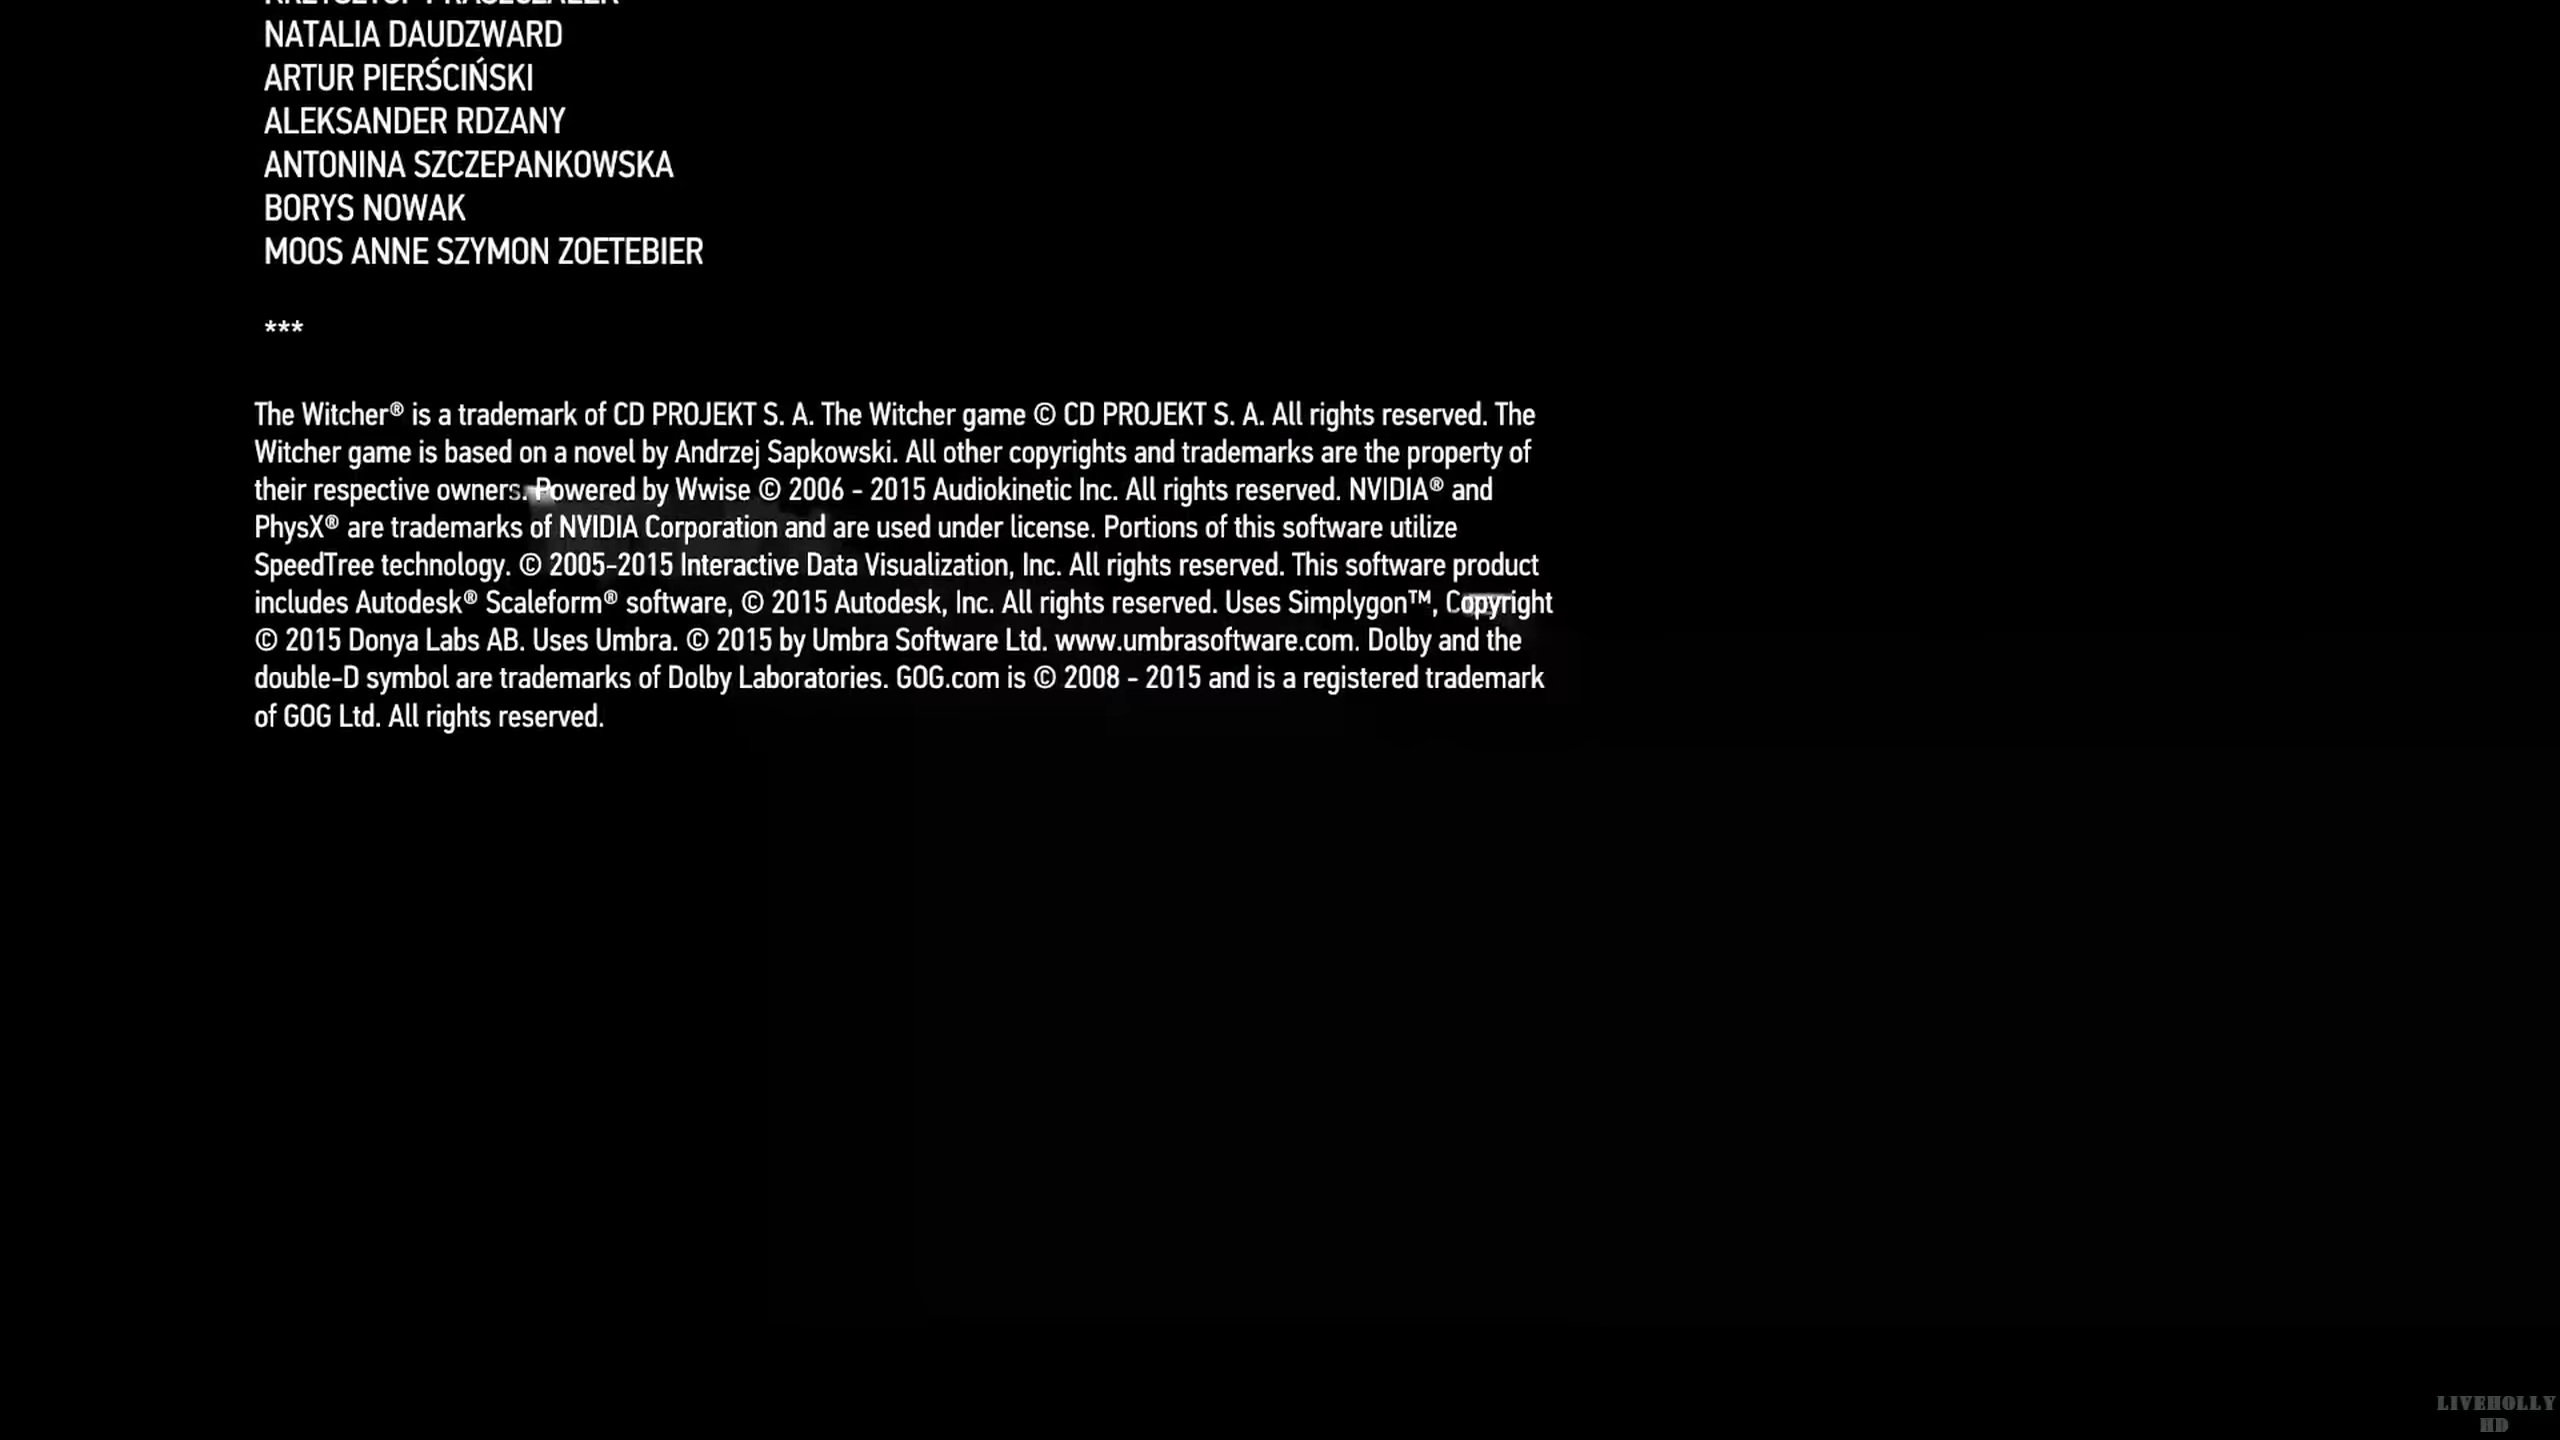 NATALIA DAUDZWARD
ARTUR PIERŚCIŃSKI
ALEKSANDER RDZANY
ANTONINA SZCZEPANKOWSKA
BORYS NOWAK
MOOS ANNE SZYMON ZOETEBIER
***
The Witcher® is a trademark of CD PROJEKT S. A. The Witcher game © CD PROJEKT S. A. All rights reserved. The
Witcher game is based on a novel by Andrzej Sapkowski. All other copyrights and trademarks are the property of
their respective owners. Powered by Wwise © 2006 - 2015 Audiokinetic Inc. All rights reserved. NVIDIA® and
PhysX® are trademarks of NVIDIA Corporation and are used under license. Portions of this software utilize
SpeedTree technology. © 2005-2015 Interactive Data Visualization, Inc. All rights reserved. This software product
includes Autodesk® Scaleform® software, © 2015 Autodesk, Inc. All rights reserved. Uses Simplygon™, Copyright
© 2015 Donya Labs AB. Uses Umbra. © 2015 by Umbra Software Ltd. www.umbrasoftware.com. Dolby and the
double-D symbol are trademarks of Dolby Laboratories. GOG.com is © 2008 - 2015 and is a registered trademark
of GOG Ltd. All rights reserved.
LIVEHOLLY
HD